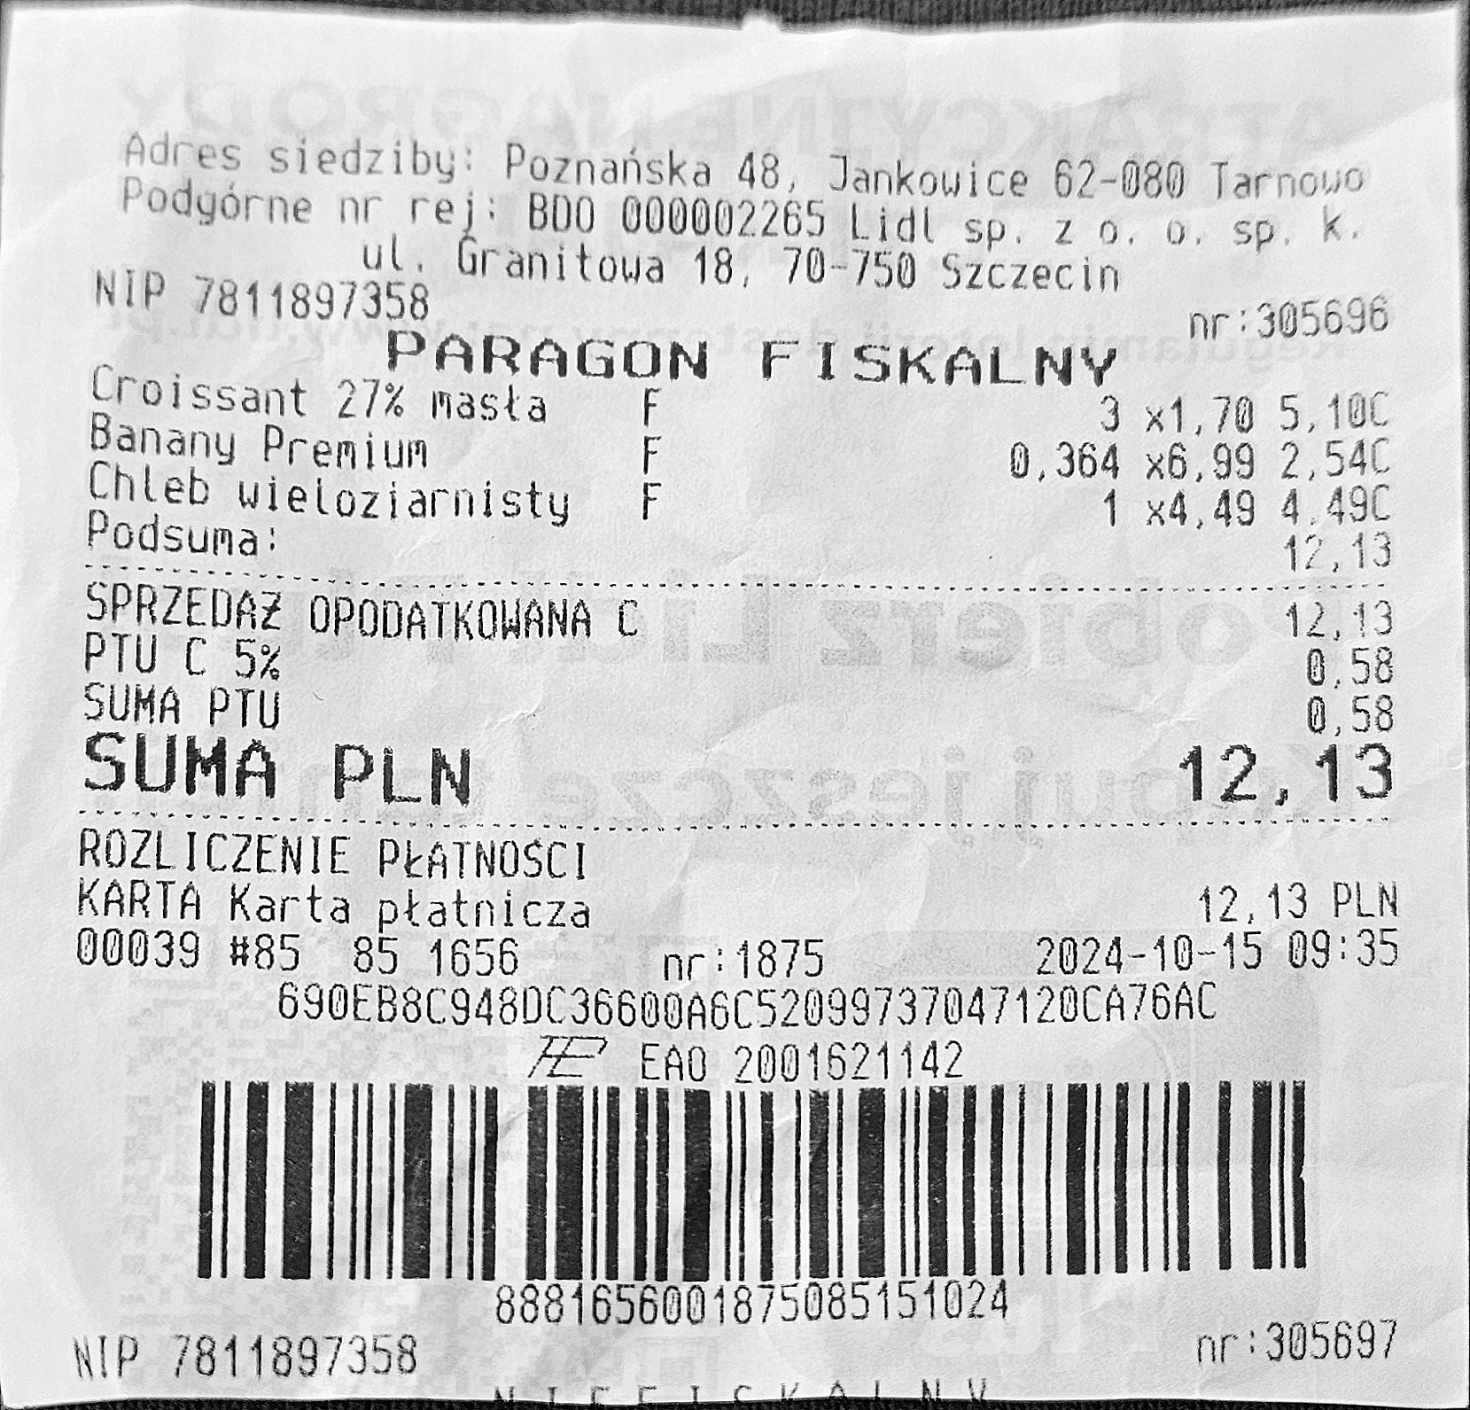 Adres siedziby: Poznańska 48, Jankowice 62-080 Tarnowo
Podgórne nr rej: BDO 000002265 Lidl sp. z o. o. sp. k.
ul. Granitowa 18, 70-750 Szczecin
NIP 7811897358 nr:305696
PARAGON FISKALNY
Croissant 27% masła F 3 x1,70 5,10C
Banany Premium F 0,364 x6,99 2,54C
Chleb wieloziarnisty F 1 x4,49 4,49C
Podsuma: 12,13
SPRZEDAŻ OPODATKOWANA C 12,13
PTU C 5% 0,58
SUMA PTU 0,58
SUMA PLN 12,13
ROZLICZENIE PŁATNOŚCI
KARTA Karta płatnicza 12,13 PLN
00039 #85 85 1656 nr:1875 2024-10-15 09:35
690EB8C948DC36600A6C52099737047120CA76AC
EAO 2001621142
8881656001875085151024
NIP 7811897358 nr:305697
NIEFISKALNY